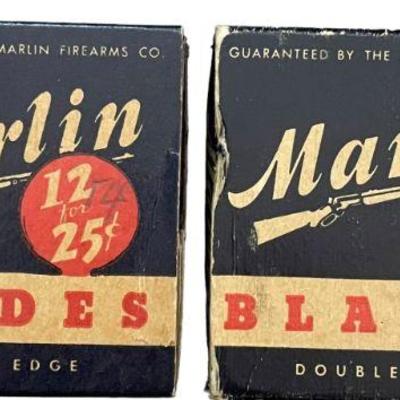 MARLIN FIREARMS CO.
rlin
12
for
25¢
DES
EDGE
GUARANTEED BY THE
Mar
BLA
DOUBLE